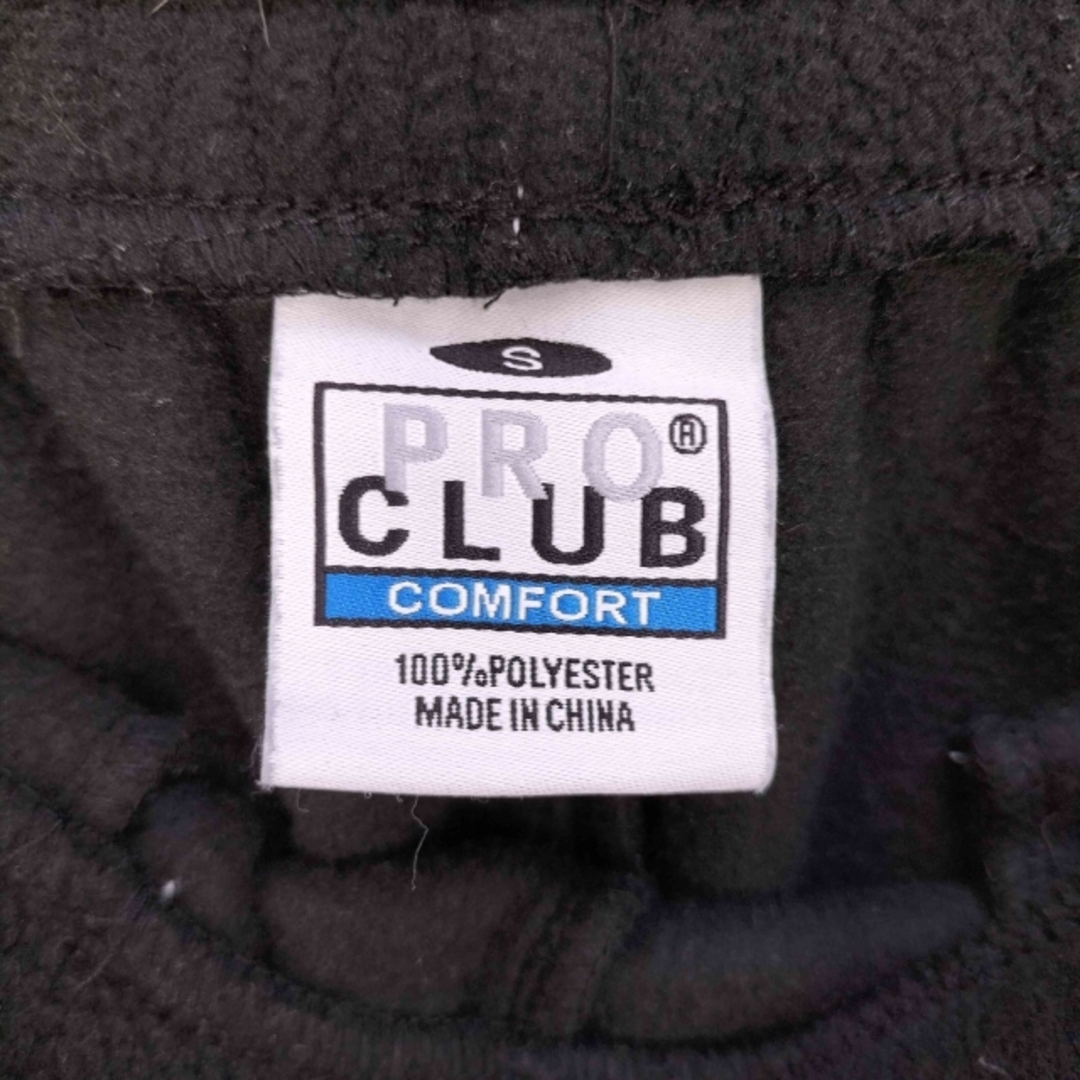 S
PRO®
CLUB
COMFORT
100%POLYESTER
MADE IN CHINA